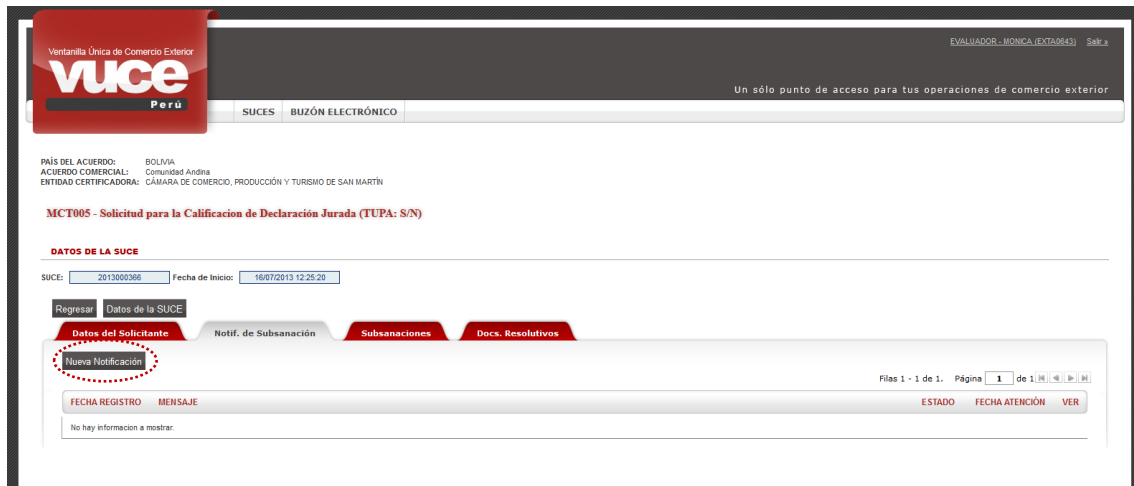 Ventanilla Única de Comercio Exterior
vuce
Perú
EVALUADOR - MONICA (EXTA0643) Salir »
Un sólo punto de acceso para tus operaciones de comercio exterior
SUCES BUZÓN ELECTRÓNICO
PAÍS DEL ACUERDO: BOLIVIA
ACUERDO COMERCIAL: Comunidad Andina
ENTIDAD CERTIFICADORA: CÁMARA DE COMERCIO, PRODUCCIÓN Y TURISMO DE SAN MARTÍN
MCT005 - Solicitud para la Calificacion de Declaración Jurada (TUPA: S/N)
DATOS DE LA SUCE
SUCE: 2013000366 Fecha de Inicio: 16/07/2013 12:25:20
Regresar Datos de la SUCE
Datos del Solicitante Notif. de Subsanación Subsanaciones Docs. Resolutivos
Nueva Notificación
Filas 1 - 1 de 1. Página 1 de 1
FECHA REGISTRO MENSAJE ESTADO FECHA ATENCIÓN VER
No hay informacion a mostrar.